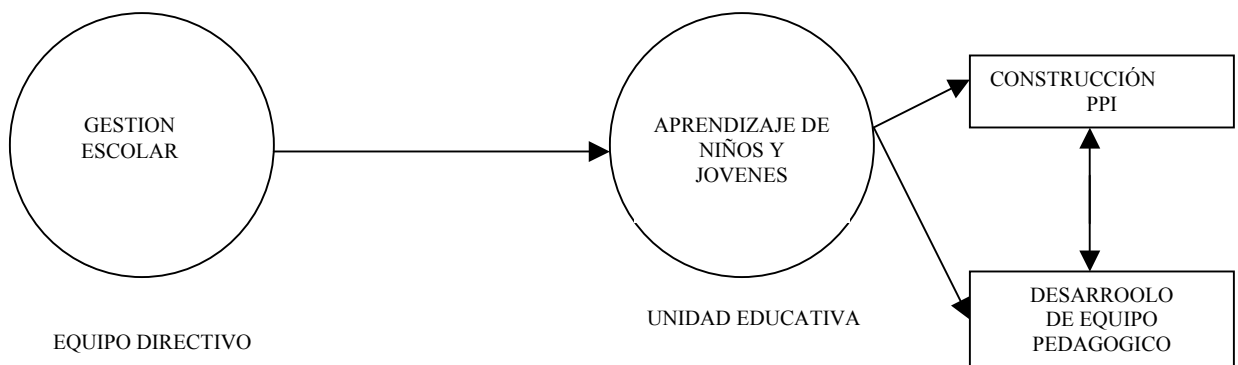 GESTION
ESCOLAR
EQUIPO DIRECTIVO
APRENDIZAJE DE
NIÑOS Y
JOVENES
UNIDAD EDUCATIVA
CONSTRUCCIÓN
PPI
DESARROOLO
DE EQUIPO
PEDAGOGICO